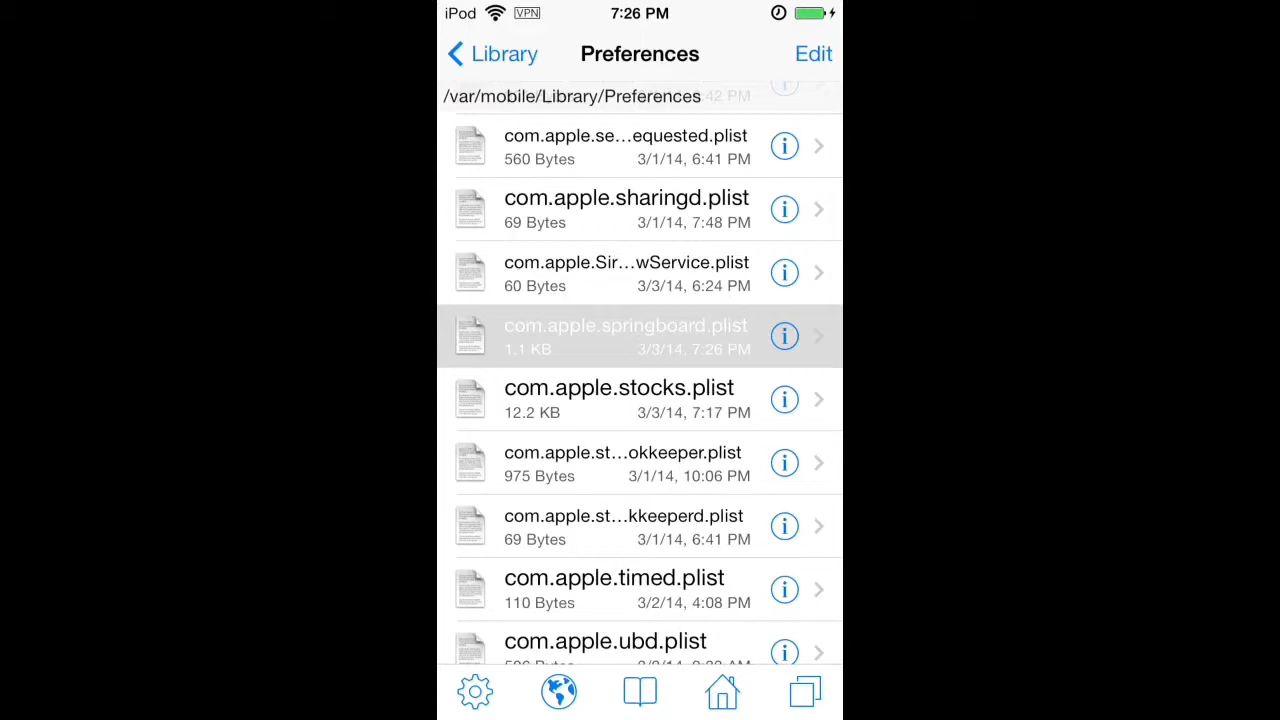 iPod VPN 7:26 PM
Library Preferences Edit
/var/mobile/Library/Preferences
com.apple.se...equested.plist
560 Bytes 3/1/14, 6:41 PM
com.apple.sharingd.plist
69 Bytes 3/1/14, 7:48 PM
com.apple.Sir...wService.plist
60 Bytes 3/3/14, 6:24 PM
com.apple.springboard.plist
1.1 KB 3/3/14, 7:26 PM
com.apple.stocks.plist
12.2 KB 3/3/14, 7:17 PM
com.apple.st...okkeeper.plist
975 Bytes 3/1/14, 10:06 PM
com.apple.st...kkeeperd.plist
69 Bytes 3/1/14, 6:41 PM
com.apple.timed.plist
110 Bytes 3/2/14, 4:08 PM
com.apple.ubd.plist